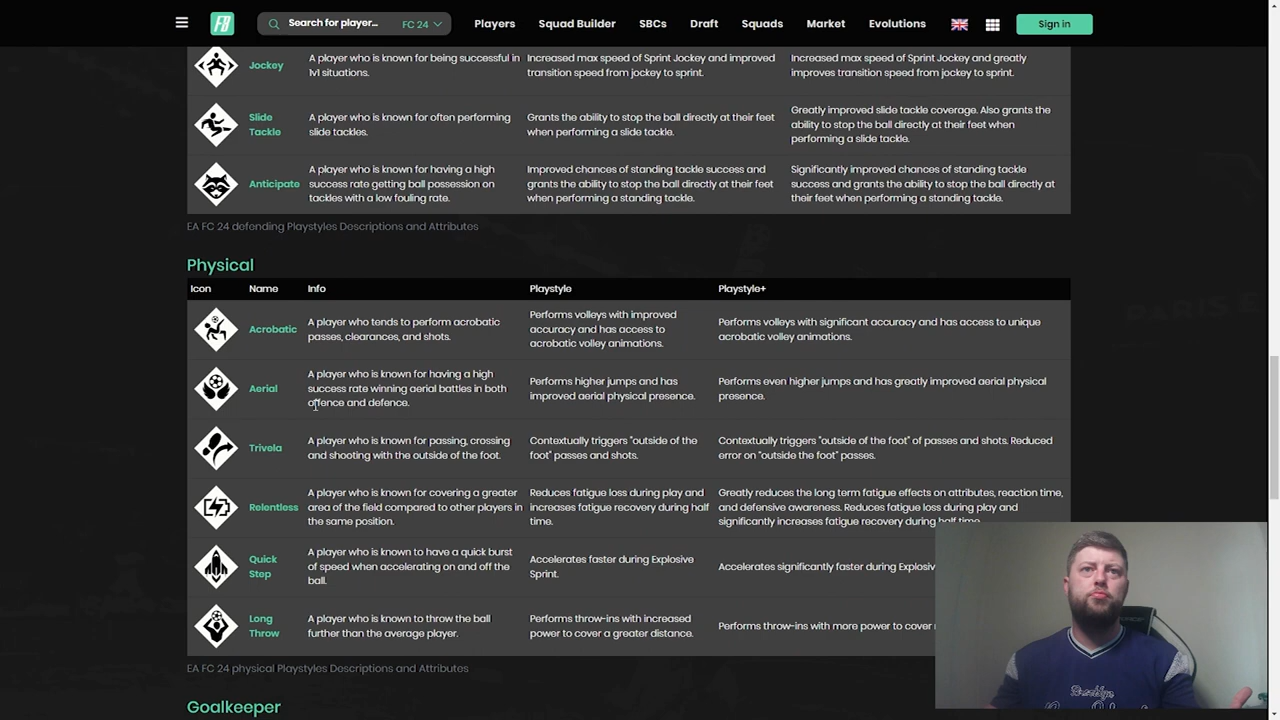 FB
Search for player...
FC 24
Players
Squad Builder
SBCs
Draft
Squads
Market
Evolutions
Sign in
Jockey
A player who is known for being successful in
1v1 situations.
Increased max speed of Sprint Jockey and improved
transition speed from jockey to sprint.
Increased max speed of Sprint Jockey and greatly
improves transition speed from jockey to sprint.
Slide
Tackle
A player who is known for often performing
slide tackles.
Grants the ability to stop the ball directly at their feet
when performing a slide tackle.
Greatly improved slide tackle coverage. Also grants the
ability to stop the ball directly at their feet when
performing a slide tackle.
Anticipate
A player who is known for having a high
success rate getting ball possession on
tackles with a low fouling rate.
Improved chances of standing tackle success and
grants the ability to stop the ball directly at their feet
when performing a standing tackle.
Significantly improved chances of standing tackle
success and grants the ability to stop the ball directly at
their feet when performing a standing tackle.
EA FC 24 defending Playstyles Descriptions and Attributes
Physical
Icon
Name
Info
Playstyle
Playstyle+
Acrobatic
A player who tends to perform acrobatic
passes, clearances, and shots.
Performs volleys with improved
accuracy and has access to
acrobatic volley animations.
Performs volleys with significant accuracy and has access to unique
acrobatic volley animations.
Aerial
A player who is known for having a high
success rate winning aerial battles in both
offence and defence.
Performs higher jumps and has
improved aerial physical presence.
Performs even higher jumps and has greatly improved aerial physical
presence.
Trivela
A player who is known for passing, crossing
and shooting with the outside of the foot.
Contextually triggers "outside of the
foot" passes and shots.
Contextually triggers "outside of the foot" of passes and shots. Reduced
error on "outside the foot" passes.
Relentless
A player who is known for covering a greater
area of the field compared to other players in
the same position.
Reduces fatigue loss during play and
increases fatigue recovery during half
time.
Greatly reduces the long term fatigue effects on attributes, reaction time,
and defensive awareness. Reduces fatigue loss during play and
significantly increases fatigue recovery during half time.
Quick
Step
A player who is known to have a quick burst
of speed when accelerating on and off the
ball.
Accelerates faster during Explosive
Sprint.
Accelerates significantly faster during Explosiv
Long
Throw
A player who is known to throw the ball
further than the average player.
Performs throw-ins with increased
power to cover a greater distance.
Performs throw-ins with more power to cover
EA FC 24 physical Playstyles Descriptions and Attributes
Goalkeeper
Brooklyn